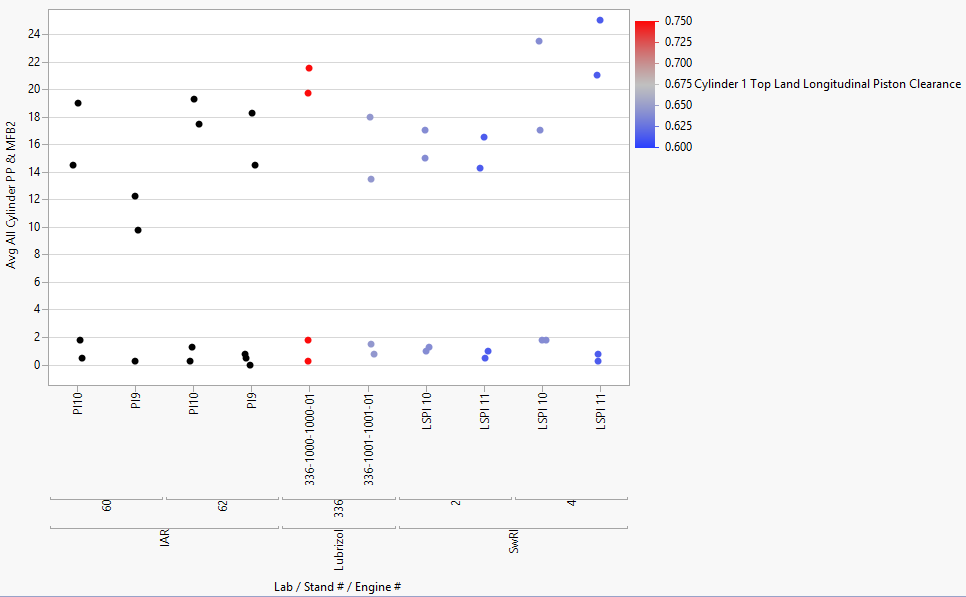 24
22
20
18
16
14
12
10
8
6
4
2
0
Avg All Cylinder PP & MFB2
0.750
0.725
0.700
0.675
0.650
0.625
0.600
Cylinder 1 Top Land Longitudinal Piston Clearance
PI10
PI9
PI10
PI9
336-1000-1000-01
336-1001-1001-01
LSPI 10
LSPI 11
LSPI 10
LSPI 11
60
62
336
2
4
IAR
Lubrizol
SwRI
Lab / Stand # / Engine #